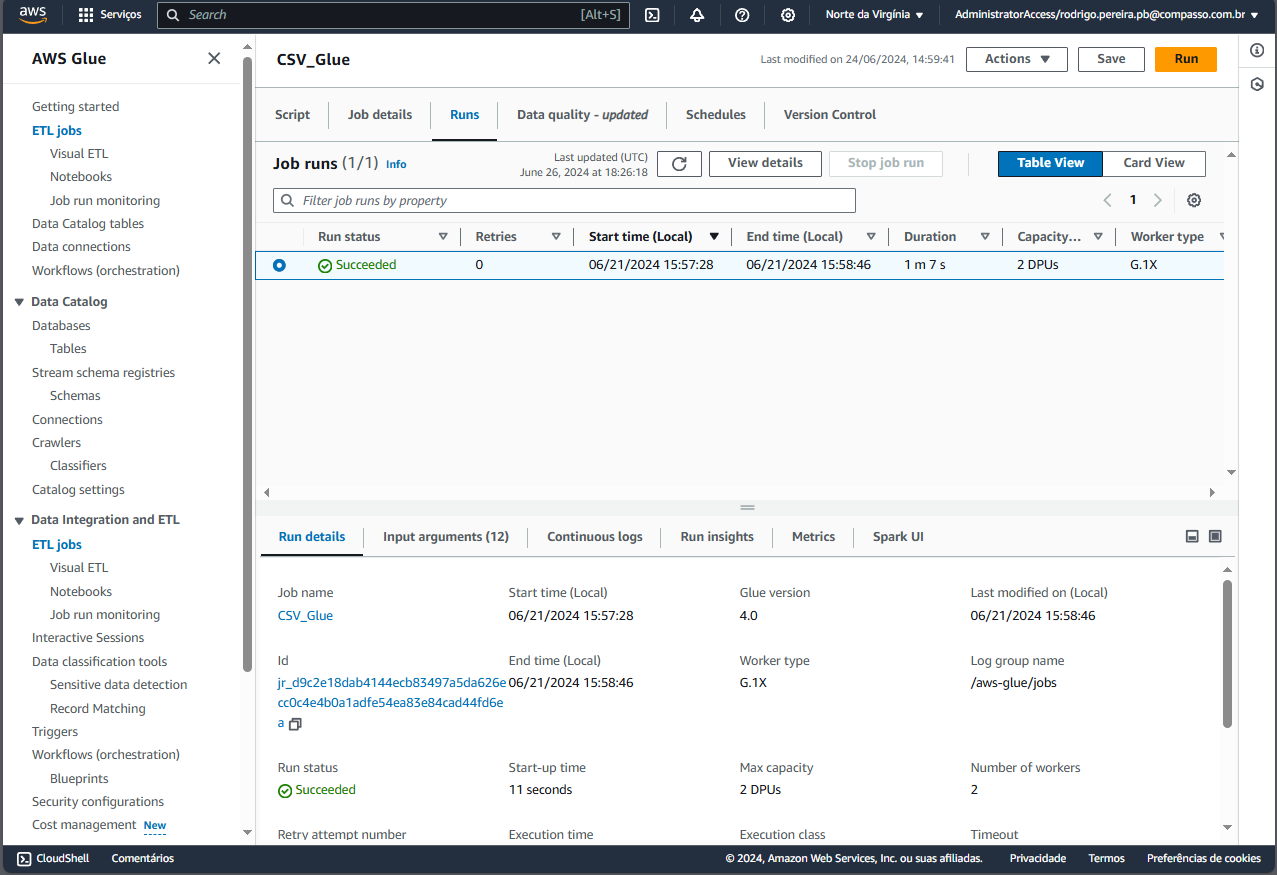 aws
Serviços
Search
[Alt+S]
Norte da Virgínia
AdministratorAccess/rodrigo.pereira.pb@compasso.com.br
AWS Glue
Getting started
ETL jobs
Visual ETL
Notebooks
Job run monitoring
Data Catalog tables
Data connections
Workflows (orchestration)
Data Catalog
Databases
Tables
Stream schema registries
Schemas
Connections
Crawlers
Classifiers
Catalog settings
Data Integration and ETL
ETL jobs
Visual ETL
Notebooks
Job run monitoring
Interactive Sessions
Data classification tools
Sensitive data detection
Record Matching
Triggers
Workflows (orchestration)
Blueprints
Security configurations
Cost management New
CSV_Glue
Last modified on 24/06/2024, 14:59:41
Actions
Save
Run
Script
Job details
Runs
Data quality - updated
Schedules
Version Control
Job runs (1/1) Info
Last updated (UTC)
June 26, 2024 at 18:26:18
View details
Stop job run
Table View
Card View
Filter job runs by property
1
Run status Retries Start time (Local) End time (Local) Duration Capacity... Worker type
Succeeded 0 06/21/2024 15:57:28 06/21/2024 15:58:46 1 m 7 s 2 DPUs G.1X
Run details
Input arguments (12)
Continuous logs
Run insights
Metrics
Spark UI
Job name
CSV_Glue
Start time (Local)
06/21/2024 15:57:28
Glue version
4.0
Last modified on (Local)
06/21/2024 15:58:46
Id
jr_d9c2e18dab4144ecb83497a5da626e
cc0c4e4b0a1adfe54ea83e84cad44fd6e
a
End time (Local)
06/21/2024 15:58:46
Worker type
G.1X
Log group name
/aws-glue/jobs
Run status
Succeeded
Start-up time
11 seconds
Max capacity
2 DPUs
Number of workers
2
Retry attempt number
Execution time
Execution class
Timeout
CloudShell
Comentários
© 2024, Amazon Web Services, Inc. ou suas afiliadas.
Privacidade
Termos
Preferências de cookies